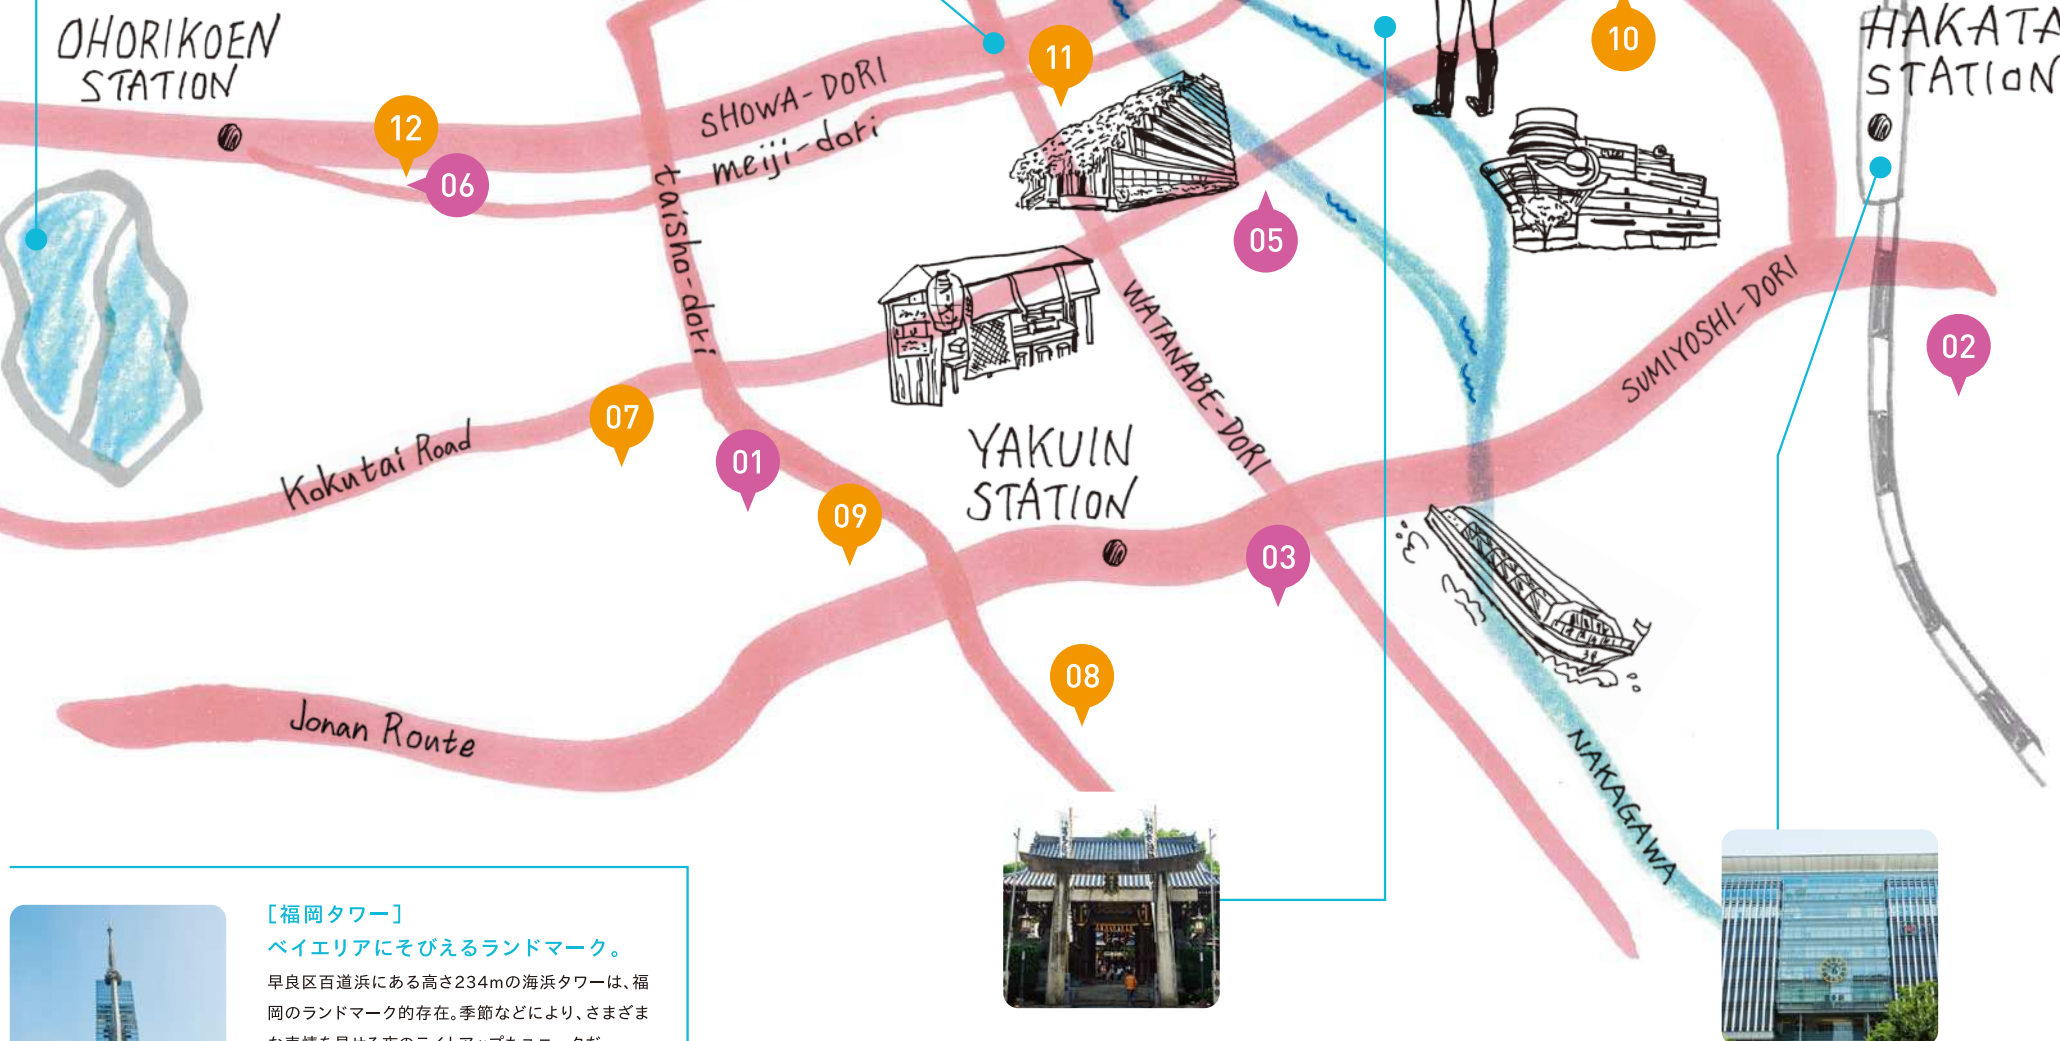 OHORIKOEN
STATION
HAKATA
STATION
10
11
12
06
SHOWA-DORI
meiji-dori
taisho-dori
05
WATANABE-DORI
SUMIYOSHI-DORI
02
07
Kokutai Road
01
09
YAKUIN
STATION
03
08
Jonan Route
NAKAGAWA
[福岡タワー]
ベイエリアにそびえるランドマーク。
早良区百道浜にある高さ234mの海浜タワーは、福
岡のランドマーク的存在。季節などにより、さまざま